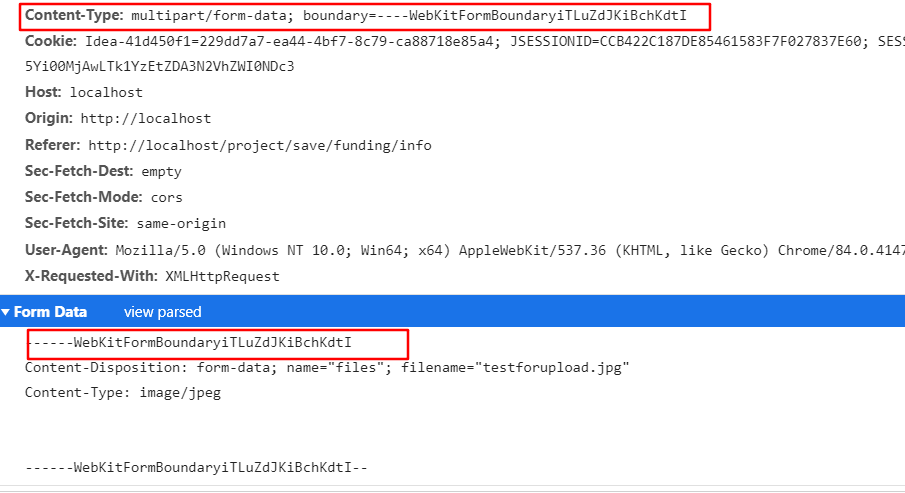 Content-Type: multipart/form-data; boundary=----WebKitFormBoundaryiTLuZdJKiBchKdtI
Cookie: Idea-41d450f1=229dd7a7-ea44-4bf7-8c79-ca88718e85a4; JSESSIONID=CCB422C187DE85461583F7F027837E60; SES
5Yi00MjAwLTk1YzEtZDA3N2VhZWI0NDc3
Host: localhost
Origin: http://localhost
Referer: http://localhost/project/save/funding/info
Sec-Fetch-Dest: empty
Sec-Fetch-Mode: cors
Sec-Fetch-Site: same-origin
User-Agent: Mozilla/5.0 (Windows NT 10.0; Win64; x64) AppleWebKit/537.36 (KHTML, like Gecko) Chrome/84.0.4147
X-Requested-With: XMLHttpRequest
Form Data view parsed
------WebKitFormBoundaryiTLuZdJKiBchKdtI
Content-Disposition: form-data; name="files"; filename="testforupload.jpg"
Content-Type: image/jpeg
------WebKitFormBoundaryiTLuZdJKiBchKdtI--